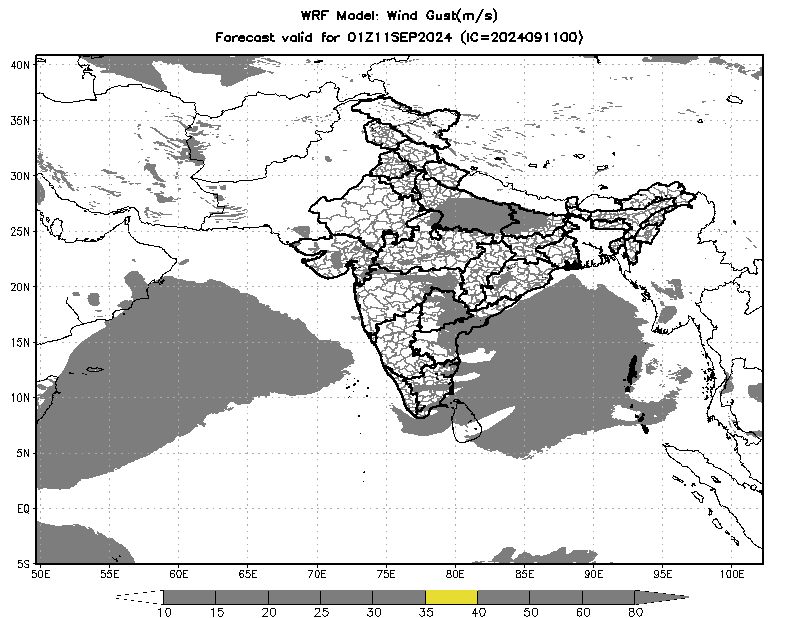 WRF Model: Wind Gust(m/s)
Forecast valid for 01Z11SEP2024 (IC=2024091100)
40N
35N
30N
25N
20N
15N
10N
5N
EQ
5S
50E 55E 60E 65E 70E 75E 80E 85E 90E 95E 100E
10 15 20 25 30 35 40 50 60 80